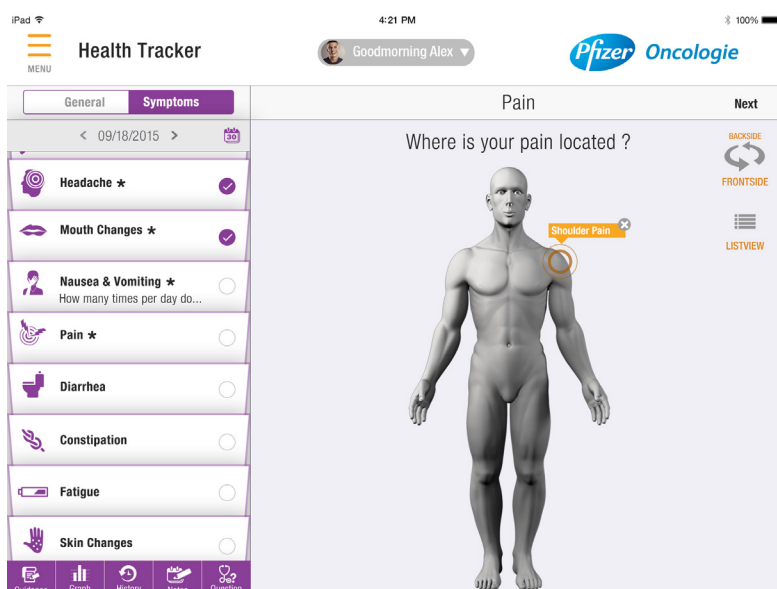 iPad 4:21 PM 100%
MENU
Health Tracker
Goodmorning Alex
Pfizer Oncologie
General Symptoms
Pain
Next
< 09/18/2015 >
30
Where is your pain located ?
BACKSIDE
FRONTSIDE
LISTVIEW
Shoulder Pain
Headache *
Mouth Changes *
Nausea & Vomiting *
How many times per day do...
Pain *
Diarrhea
Constipation
Fatigue
Skin Changes
Guidance Graph History Notes Question